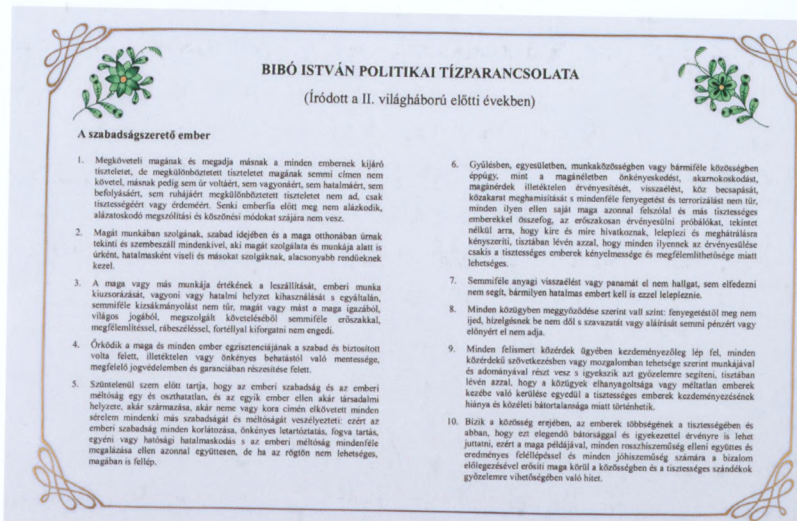 BIBÓ ISTVÁN POLITIKAI TÍZPARANCSOLATA
(Íródott a II. világháború előtti években)
A szabadságszerető ember
1. Megköveteli magának és megadja másnak a minden embernek kijáró
tiszteletet, de megkülönböztetett tiszteletet magának semmi címen nem
követel, másnak pedig sem úr voltáért, sem vagyonáért, sem hatalmáért, sem
befolyásáért, sem ruhájáért megkülönböztetett tiszteletet nem ad, csak
tisztességéért vagy érdeméért. Senki emberfia előtt meg nem alázkodik,
alázatoskodó megszólítási és köszönési módokat szájára nem vesz.
2. Magát munkában szolgának, szabad idejében és a maga otthonában úrnak
tekinti és szembeszáll mindenkivel, aki magát szolgálata és munkája alatt is
úrként, hatalmasként viseli és másokat szolgáknak, alacsonyabb rendűeknek
kezel.
3. A maga vagy más munkája értékének a leszállítását, emberi munka
kiuzsorázását, vagyoni vagy hatalmi helyzet kihasználását s egyáltalán,
semmiféle kizsákmányolást nem tűr, magát vagy mást a maga igazából,
világos jogából, megszolgált követeléséből semmiféle erőszakkal,
megfélemlítéssel, rábeszéléssel, fortéllyal kiforgatni nem engedi.
4. Őrködik a maga és minden ember egzisztenciájának a szabad és biztosított
volta felett, illetéktelen vagy önkényes behatástól való mentessége,
megfelelő jogvédelemben és garanciában részesítése felett.
5. Szüntelenül szem előtt tartja, hogy az emberi szabadság és az emberi
méltóság egy és oszthatatlan, és az egyik ember ellen akár társadalmi
helyzete, akár származása, akár neme vagy kora címén elkövetett minden
sérelem mindenki más szabadságát és méltóságát veszélyezteti: ezért az
emberi szabadság minden korlátozása, önkényes letartóztatás, fogva tartás,
egyéni vagy hatósági hatalmaskodás s az emberi méltóság mindenféle
megalázása ellen azonnal együttesen, de ha az rögtön nem lehetséges,
magában is fellép.
6. Gyűlésben, egyesületben, munkaközösségben vagy bármiféle közösségben
éppúgy, mint a magánéletben önkényeskedést, akarnokoskodást,
magánérdek illetéktelen érvényesítését, visszaélést, köz becsapását,
közakarat meghamisítását s mindenféle fenyegetést és terrorizálást nem tűr,
minden ilyen ellen saját maga azonnal felszólal és más tisztességes
emberekkel összefog, az erőszakosan érvényesülni próbálókat, tekintet
nélkül arra, hogy kire és mire hivatkoznak, leleplezi és meghátrálásra
kényszeríti, tisztában lévén azzal, hogy minden ilyennek az érvényesülése
csakis a tisztességes emberek kényelmessége és megfélemlíthetősége miatt
lehetséges.
7. Semmiféle anyagi visszaélést vagy panamát el nem hallgat, sem elfedezni
nem segít, bármilyen hatalmas embert kell is ezzel lelepleznie.
8. Minden közügyben meggyőződése szerint vall színt: fenyegetéstől meg nem
ijed, hízelgésnek be nem dől s szavazatát vagy aláírását semmi pénzért vagy
előnyért el nem adja.
9. Minden felismert közérdek ügyében kezdeményezőleg lép fel, minden
közérdekű szövetkezésben vagy mozgalomban tehetsége szerint munkájával
és adományával részt vesz s igyekszik azt győzelemre segíteni, tisztában
lévén azzal, hogy a közügyek elhanyagoltsága vagy méltatlan emberek
kezébe való kerülése egyedül a tisztességes emberek kezdeményezésének
hiánya és közéleti bátortalansága miatt történhetik.
10. Bízik a közösség erejében, az emberek többségének a tisztességében és
abban, hogy ezt elegendő bátorsággal és igyekezettel érvényre is lehet
juttatni, ezért a maga példájával, minden rosszhiszeműség elleni együttes és
eredményes felelléppéssel és minden jóhiszeműség számára a bizalom
előlegezésével erősíti maga körül a közösségben és a tisztességes szándékok
győzelemre vihetőségében való hitet.